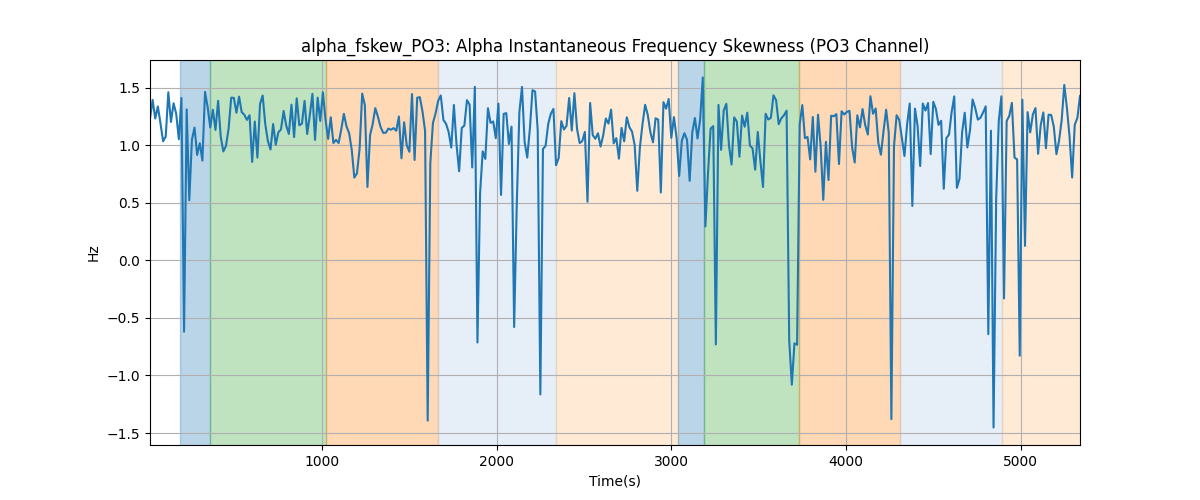 alpha_fskew_PO3: Alpha Instantaneous Frequency Skewness (PO3 Channel)
1.5
1.0
0.5
0.0
−0.5
−1.0
−1.5
Hz
1000 2000 3000 4000 5000
Time(s)